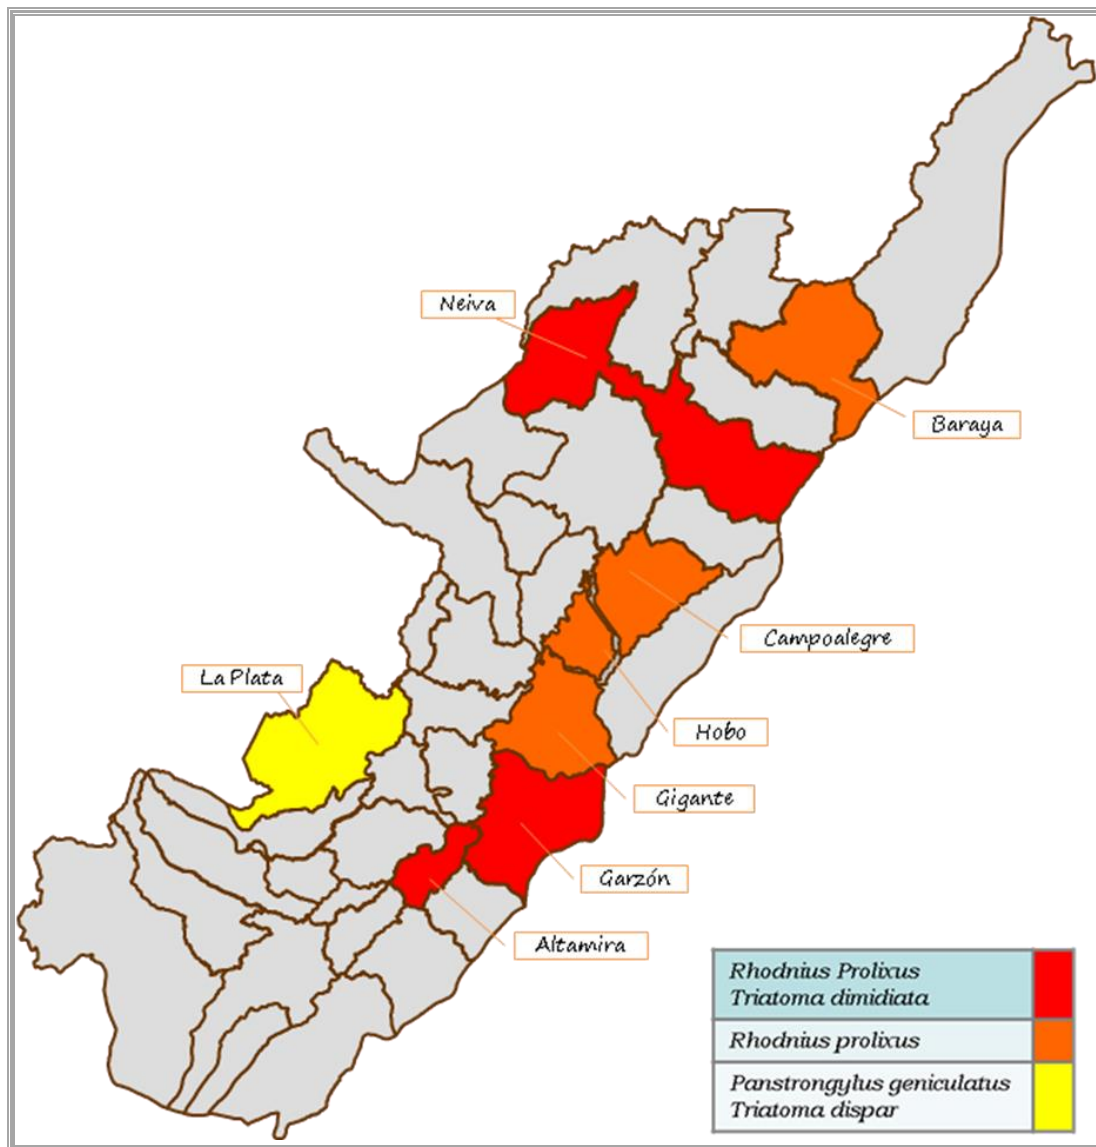 Neiva
Baraya
Campoalegre
La Plata
Hobo
Gigante
Garzón
Altamira
Rhodnius Prolixus
Triatoma dimidiata
Rhodnius prolixus
Panstrongylus geniculatus
Triatoma dispar